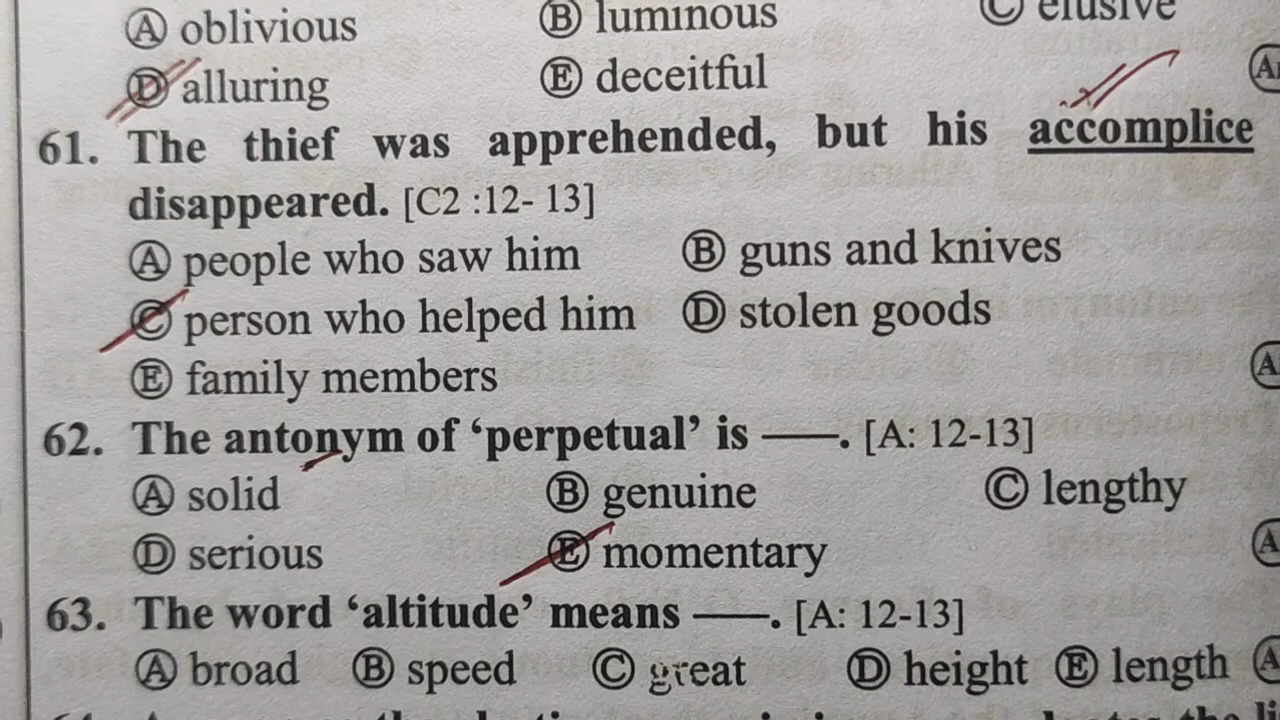 Ⓐ oblivious Ⓑ luminous Ⓒ elusive
Ⓓ alluring Ⓔ deceitful
61. The thief was apprehended, but his accomplice
disappeared. [C2 :12- 13]
Ⓐ people who saw him Ⓑ guns and knives
Ⓒ person who helped him Ⓓ stolen goods
Ⓔ family members
62. The antonym of ‘perpetual’ is ——. [A: 12-13]
Ⓐ solid Ⓑ genuine Ⓒ lengthy
Ⓓ serious Ⓔ momentary
63. The word ‘altitude’ means ——. [A: 12-13]
Ⓐ broad Ⓑ speed Ⓒ great Ⓓ height Ⓔ length